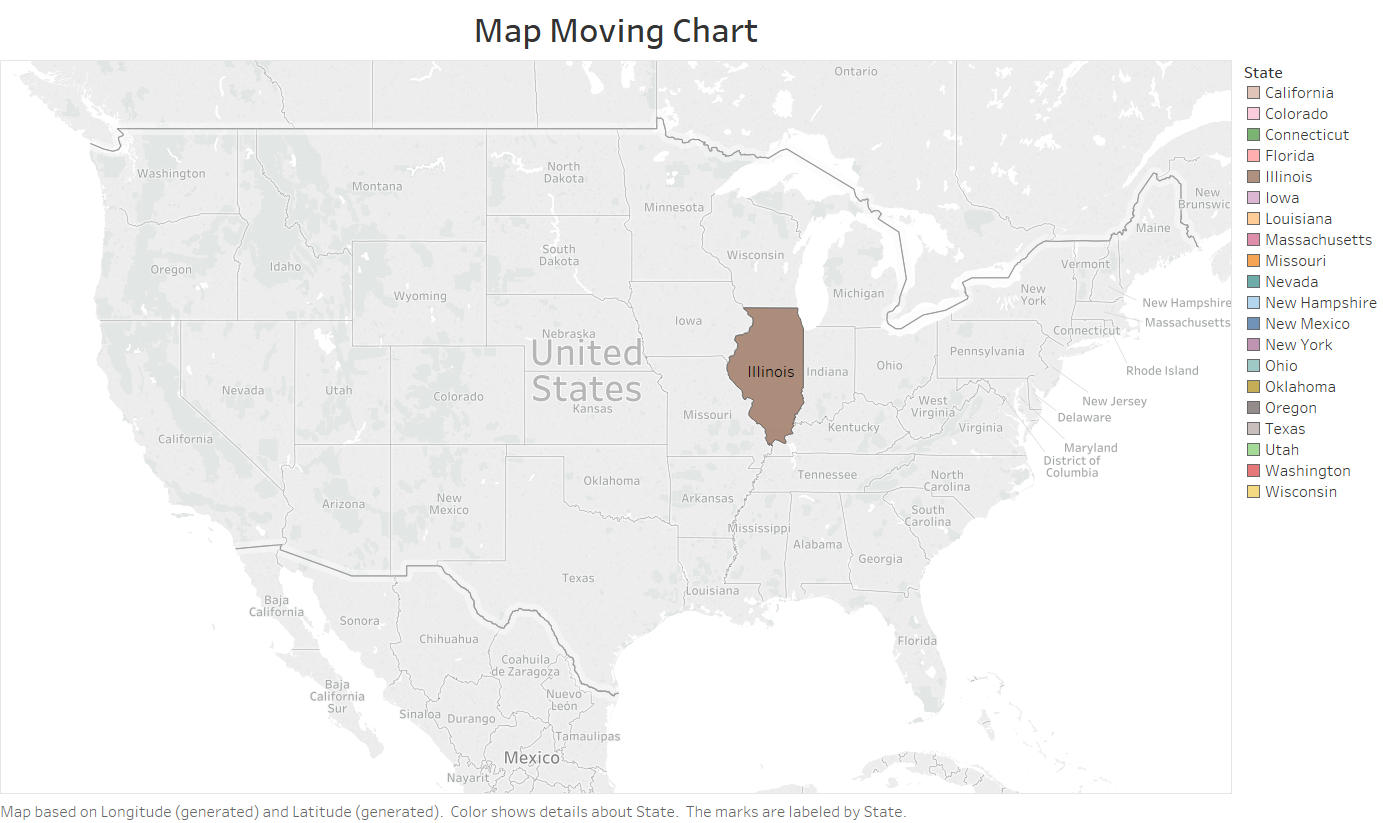 Map Moving Chart
Ontario
State
California
Colorado
Connecticut
Florida
Illinois
Iowa
Louisiana
Massachusetts
Missouri
Nevada
New Hampshire
New Mexico
New York
Ohio
Oklahoma
Oregon
Texas
Utah
Washington
Wisconsin
Washington
Montana
North
Dakota
Minnesota
New
Brunswic
Maine
Oregon
Idaho
South
Dakota
Wisconsin
Vermont
Wyoming
Michigan
New
York
New Hampshire
Iowa
Massachusetts
Nebraska
Connecticut
United
States
Pennsylvania
Illinois
Indiana
Ohio
Rhode Island
Nevada
Utah
Colorado
Kansas
Missouri
West
Virginia
New Jersey
Delaware
Kentucky
Virginia
California
Maryland
District of
Columbia
Oklahoma
Tennessee
North
Carolina
Arizona
New
Mexico
Arkansas
South
Carolina
Mississippi
Alabama
Georgia
Texas
Louisiana
Baja
California
Sonora
Chihuahua
Florida
Coahuila
de Zaragoza
Baja
California
Sur
Nuevo
León
Sinaloa
Durango
Tamaulipas
Mexico
Nayarit
Map based on Longitude (generated) and Latitude (generated).  Color shows details about State.  The marks are labeled by State.